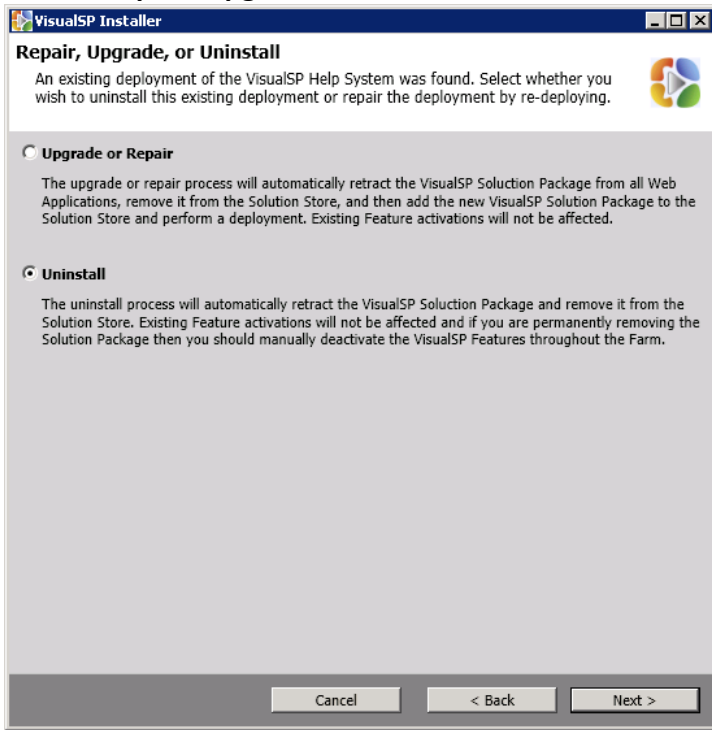 VisualSP Installer
Repair, Upgrade, or Uninstall
An existing deployment of the VisualSP Help System was found. Select whether you
wish to uninstall this existing deployment or repair the deployment by re-deploying.
Upgrade or Repair
The upgrade or repair process will automatically retract the VisualSP Soluction Package from all Web
Applications, remove it from the Solution Store, and then add the new VisualSP Solution Package to the
Solution Store and perform a deployment. Existing Feature activations will not be affected.
Uninstall
The uninstall process will automatically retract the VisualSP Soluction Package and remove it from the
Solution Store. Existing Feature activations will not be affected and if you are permanently removing the
Solution Package then you should manually deactivate the VisualSP Features throughout the Farm.
Cancel
< Back
Next >